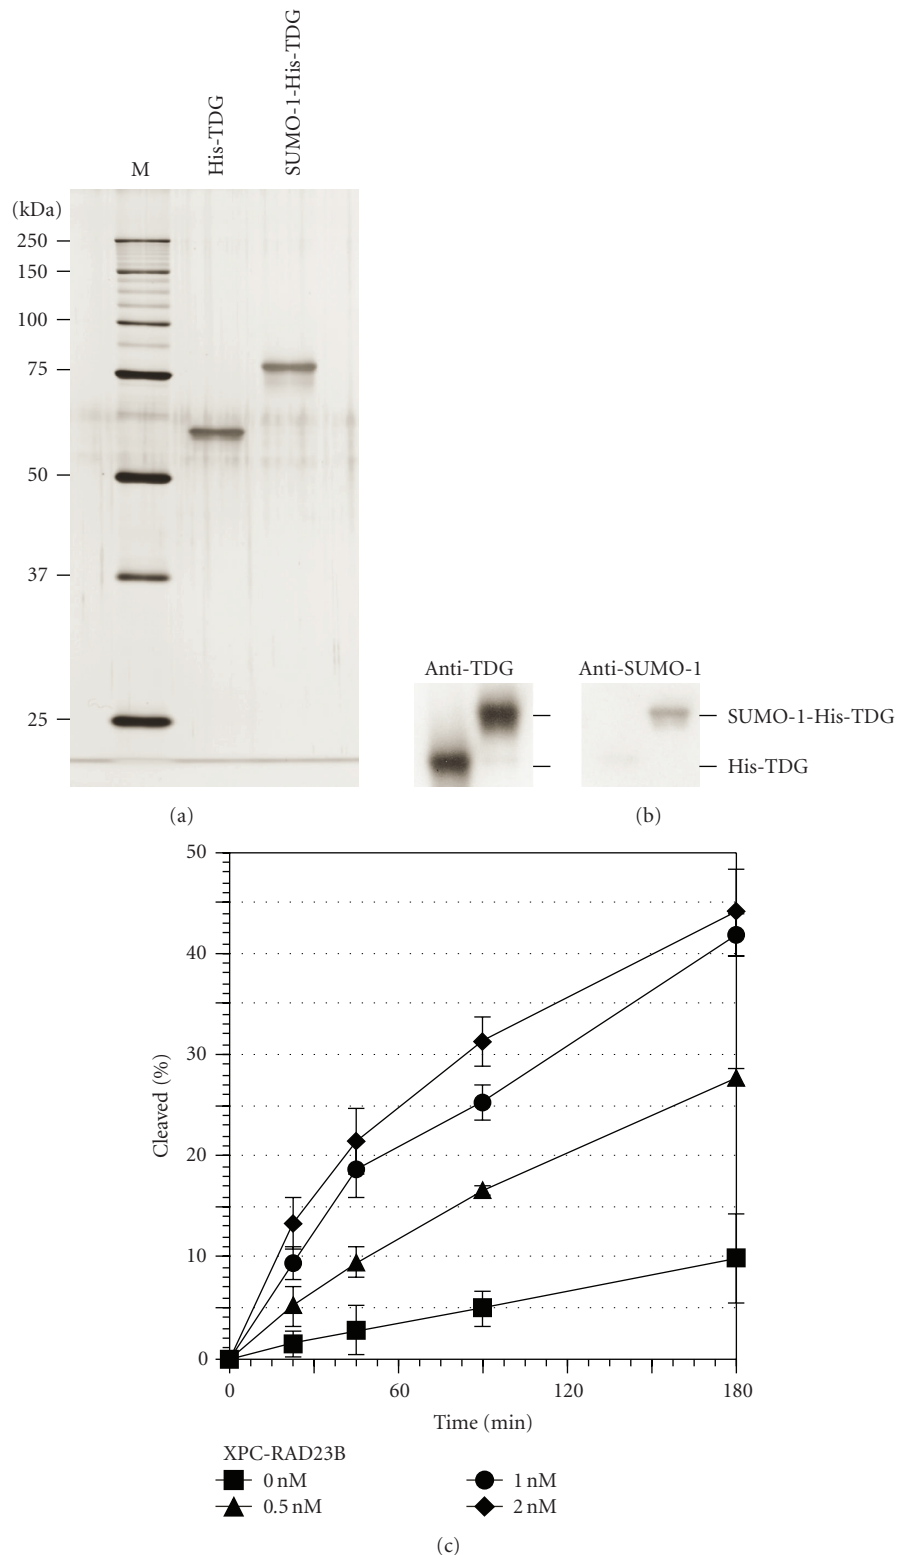 M
His-TDG
SUMO-1-His-TDG
(kDa)
250
150
100
75
50
37
25
(a)
Anti-TDG
Anti-SUMO-1
SUMO-1-His-TDG
His-TDG
(b)
50
40
30
20
10
0
Cleaved (%)
0 60 120 180
Time (min)
XPC-RAD23B
0 nM 1 nM
0.5 nM 2 nM
(c)